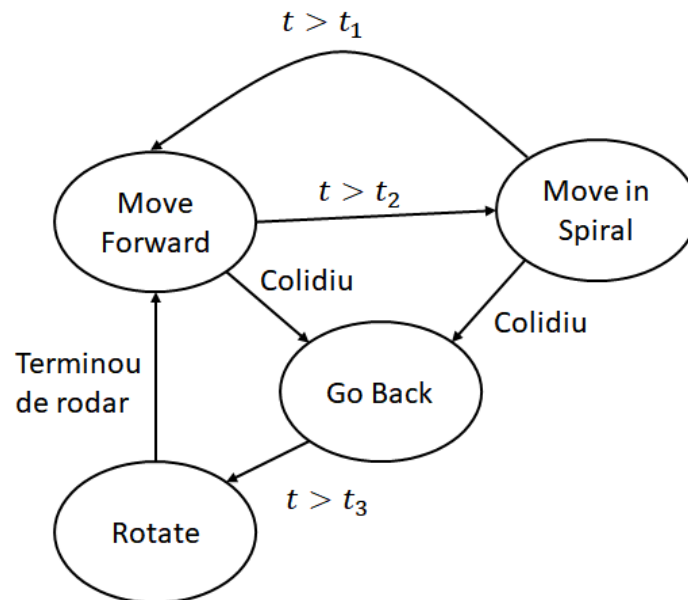 t > t₁
Move
Forward
t > t₂
Move in
Spiral
Colidiu
Colidiu
Terminou
de rodar
Go Back
t > t₃
Rotate